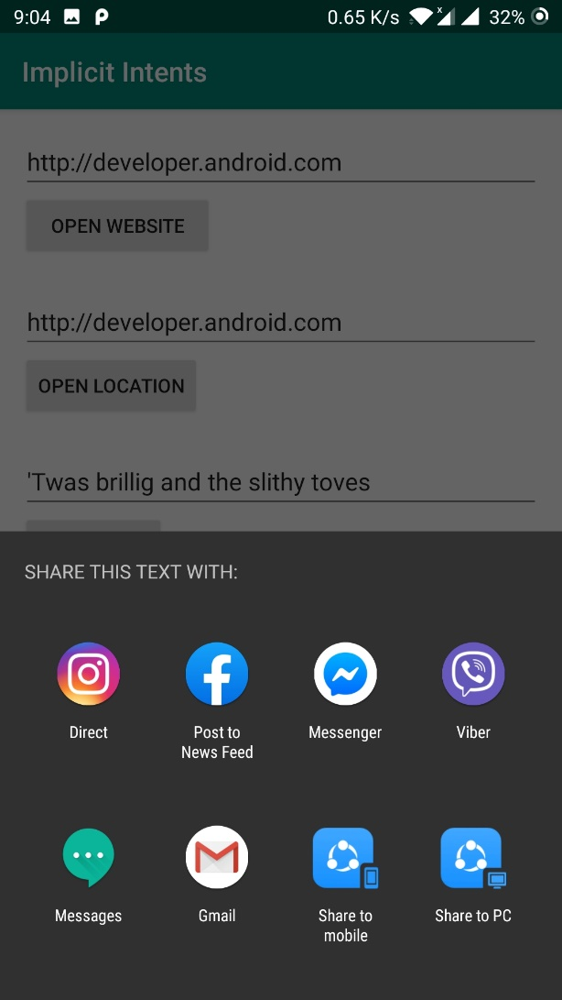 9:04 0.65 K/s x 32%
Implicit Intents
http://developer.android.com
OPEN WEBSITE
http://developer.android.com
OPEN LOCATION
'Twas brillig and the slithy toves
SHARE THIS TEXT WITH:
Direct Post to Messenger Viber
News Feed
Messages Gmail Share to Share to PC
mobile